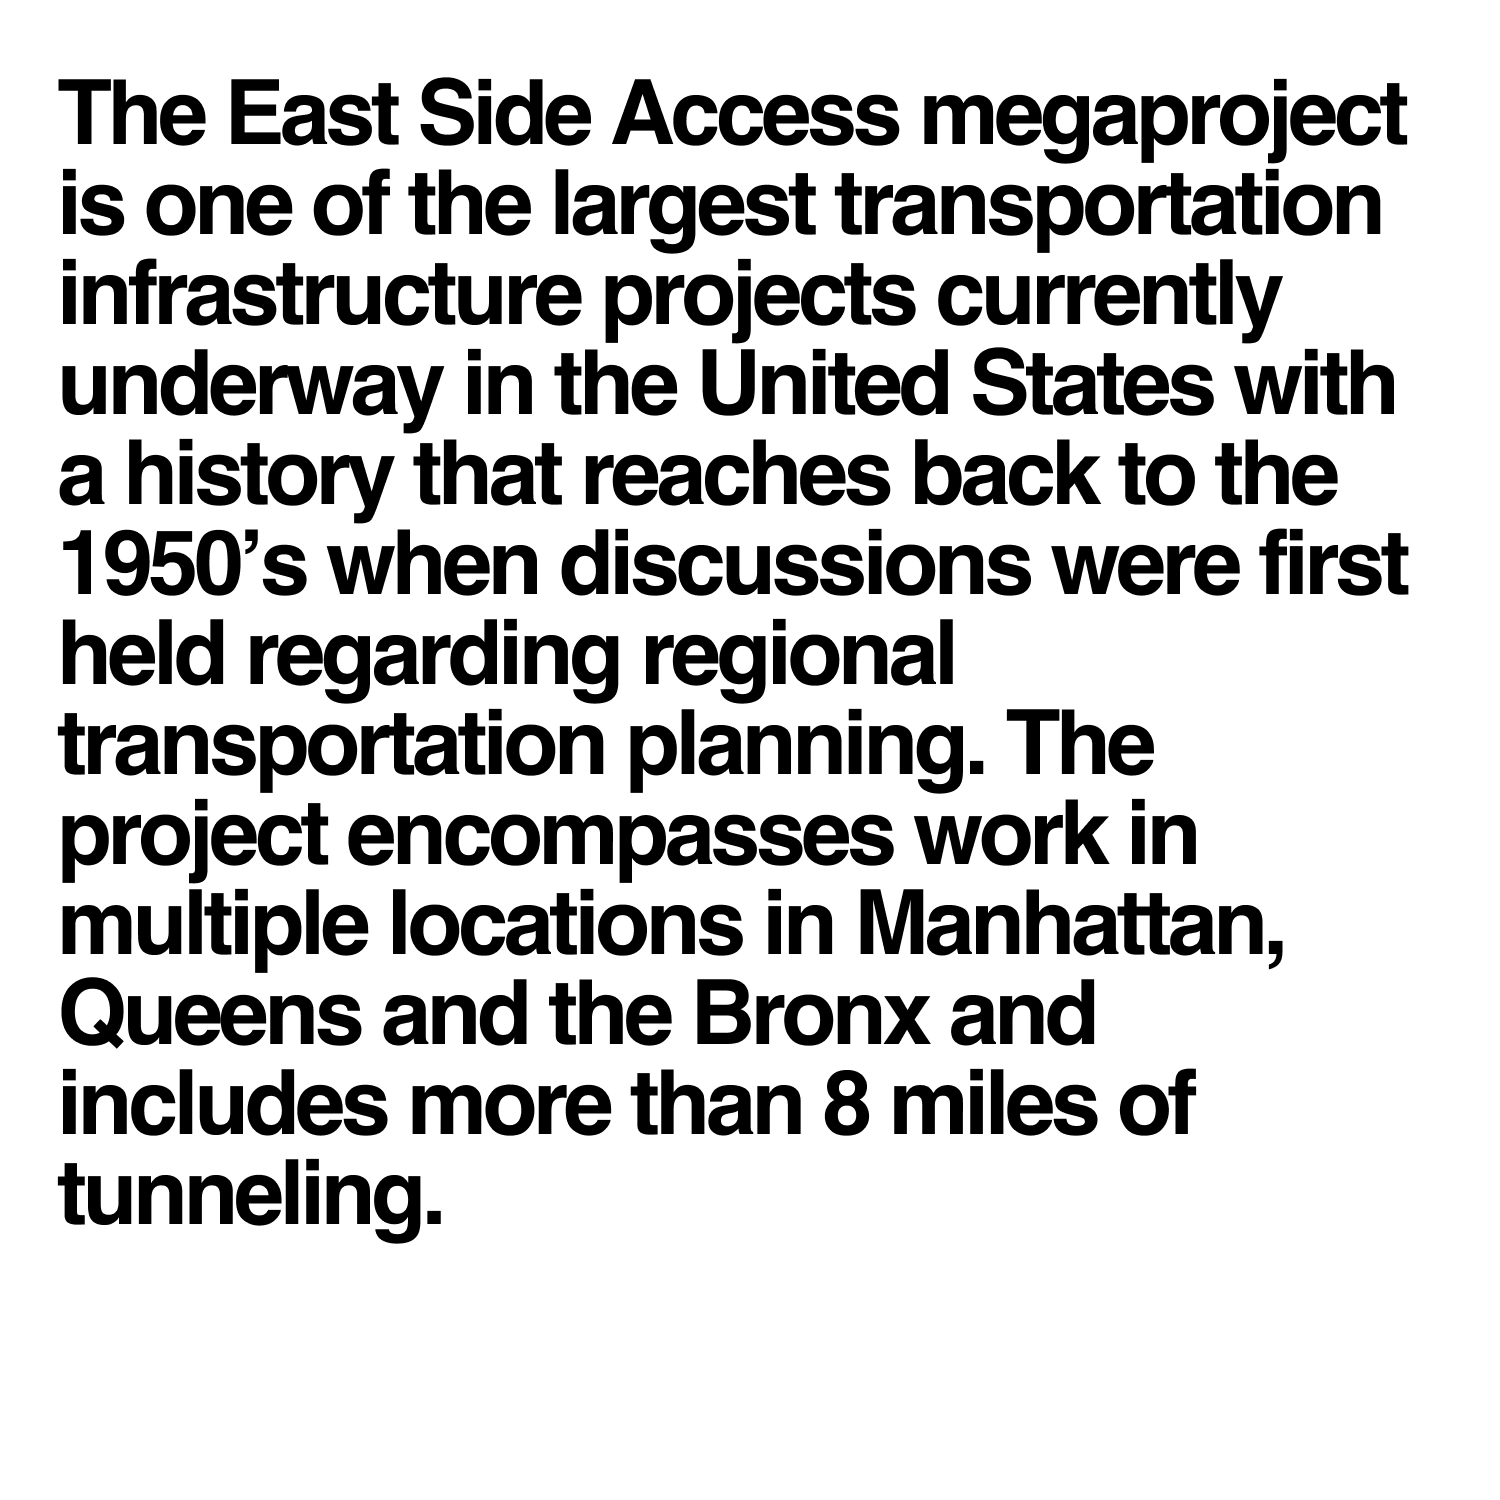 The East Side Access megaproject
is one of the largest transportation
infrastructure projects currently
underway in the United States with
a history that reaches back to the
1950’s when discussions were first
held regarding regional
transportation planning. The
project encompasses work in
multiple locations in Manhattan,
Queens and the Bronx and
includes more than 8 miles of
tunneling.